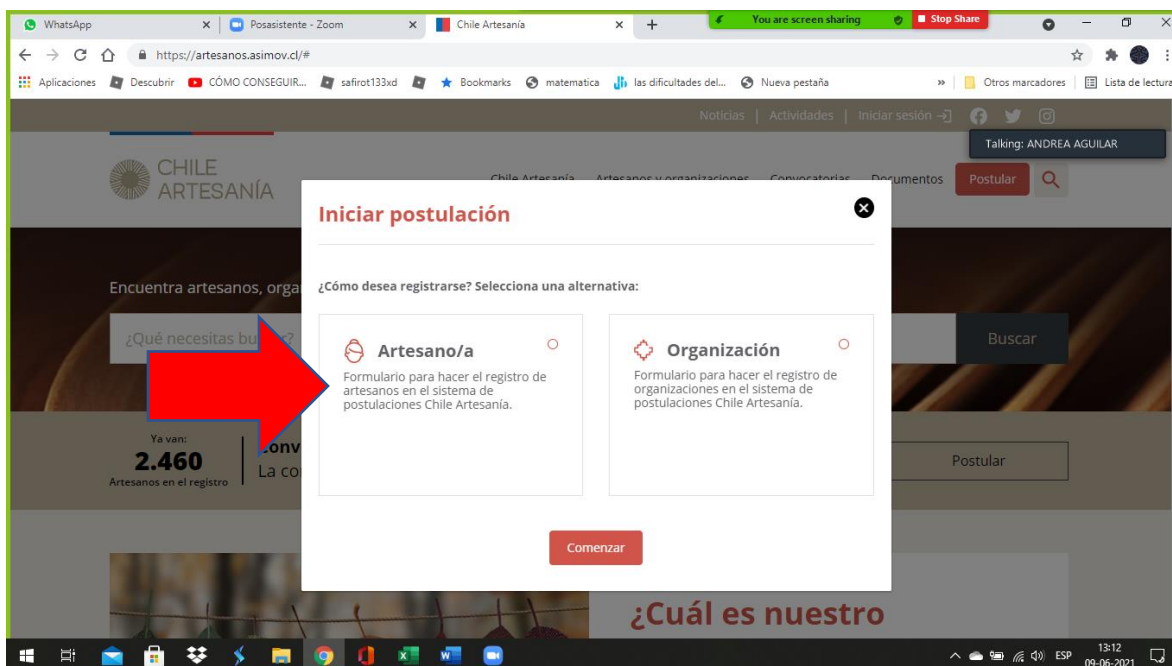 WhatsApp
Posasistente - Zoom
Chile Artesanía
You are screen sharing
Stop Share
https://artesanos.asimov.cl/#
Aplicaciones
Descubrir
CÓMO CONSEGUIR...
safirot133xd
Bookmarks
matematica
las dificultades del...
Nueva pestaña
»
Otros marcadores
Lista de lectura
Noticias | Actividades | Iniciar sesión
Talking: ANDREA AGUILAR
CHILE
ARTESANÍA
Chile Artesanía
Artesanos y organizaciones
Convocatorias
Documentos
Postular
Iniciar postulación
Encuentra artesanos, orga
¿Cómo desea registrarse? Selecciona una alternativa:
¿Qué necesitas bu
Buscar
Artesano/a
Formulario para hacer el registro de
artesanos en el sistema de
postulaciones Chile Artesanía.
Organización
Formulario para hacer el registro de
organizaciones en el sistema de
postulaciones Chile Artesanía.
Ya van:
2.460
Artesanos en el registro
onv
La co
Postular
Comenzar
¿Cuál es nuestro
ESP
13:12
09-06-2021